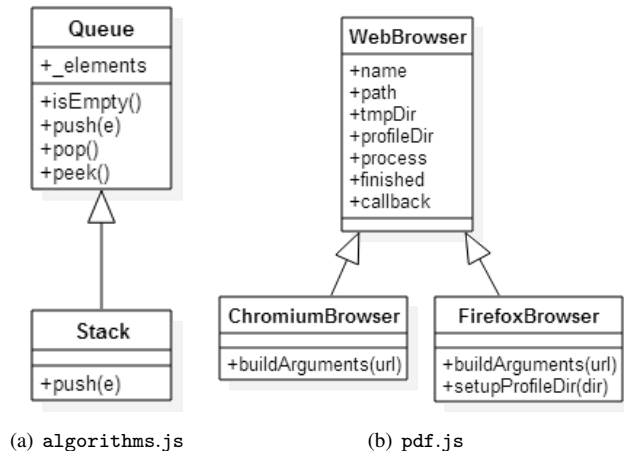 Queue
+_elements
+isEmpty()
+push(e)
+pop()
+peek()
Stack
+push(e)
(a) algorithms.js
WebBrowser
+name
+path
+tmpDir
+profileDir
+process
+finished
+callback
ChromiumBrowser
+buildArguments(url)
FirefoxBrowser
+buildArguments(url)
+setupProfileDir(dir)
(b) pdf.js